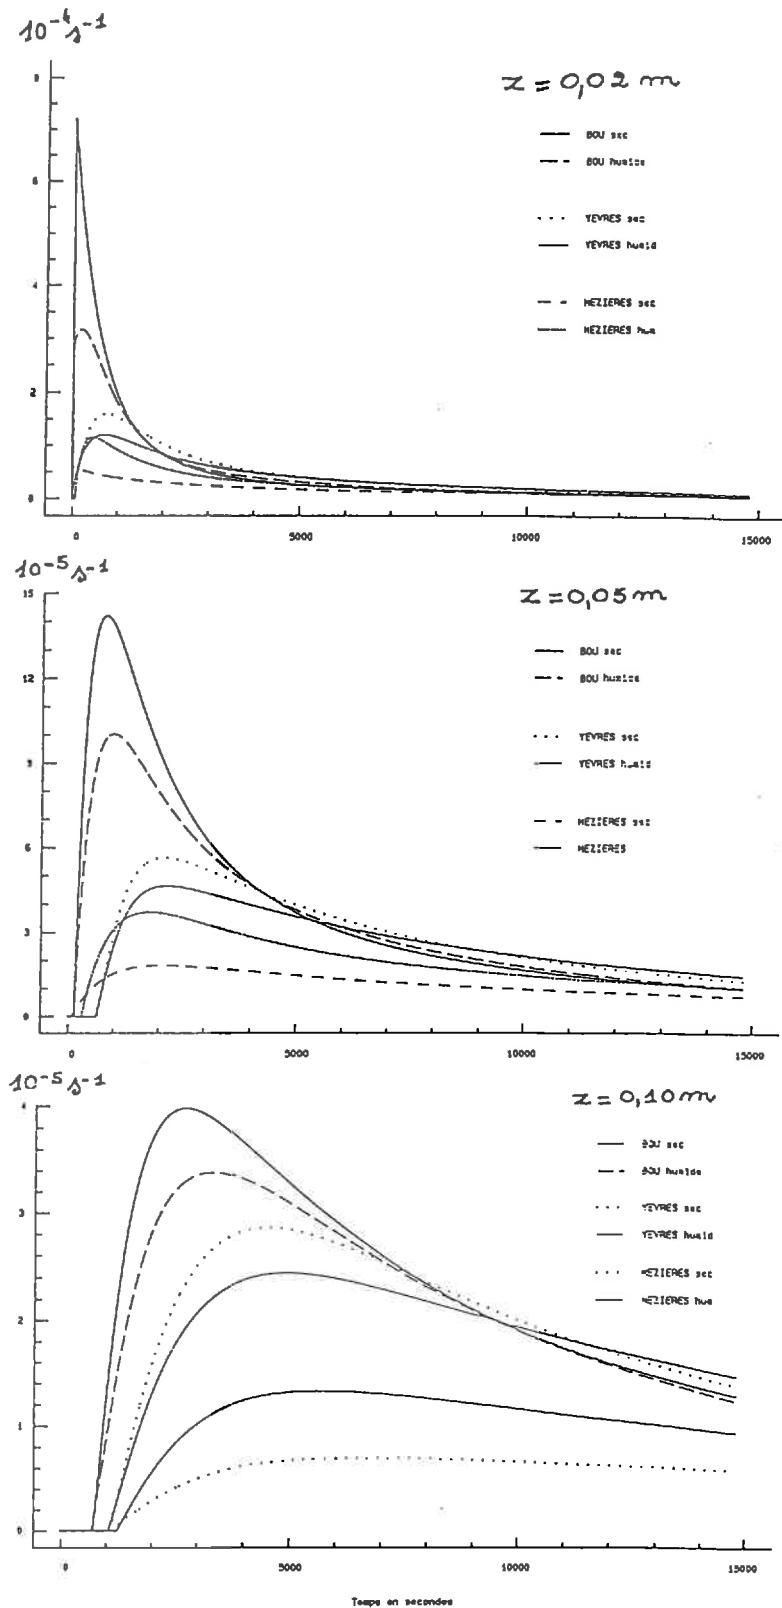 10⁻⁴ s⁻¹
z = 0,02 m
8
6
4
2
0
BOU sec
BOU humide
YEVRES sec
YEVRES humid
MEZIERES sec
MEZIERES hum
0 5000 10000 15000
10⁻⁵ s⁻¹
z = 0,05 m
15
12
9
6
3
0
BOU sec
BOU humide
YEVRES sec
YEVRES humid
MEZIERES sec
MEZIERES
0 5000 10000 15000
10⁻⁵ s⁻¹
z = 0,10 m
4
3
2
1
0
BOU sec
BOU humide
YEVRES sec
YEVRES humid
MEZIERES sec
MEZIERES hum
0 5000 10000 15000
Temps en secondes